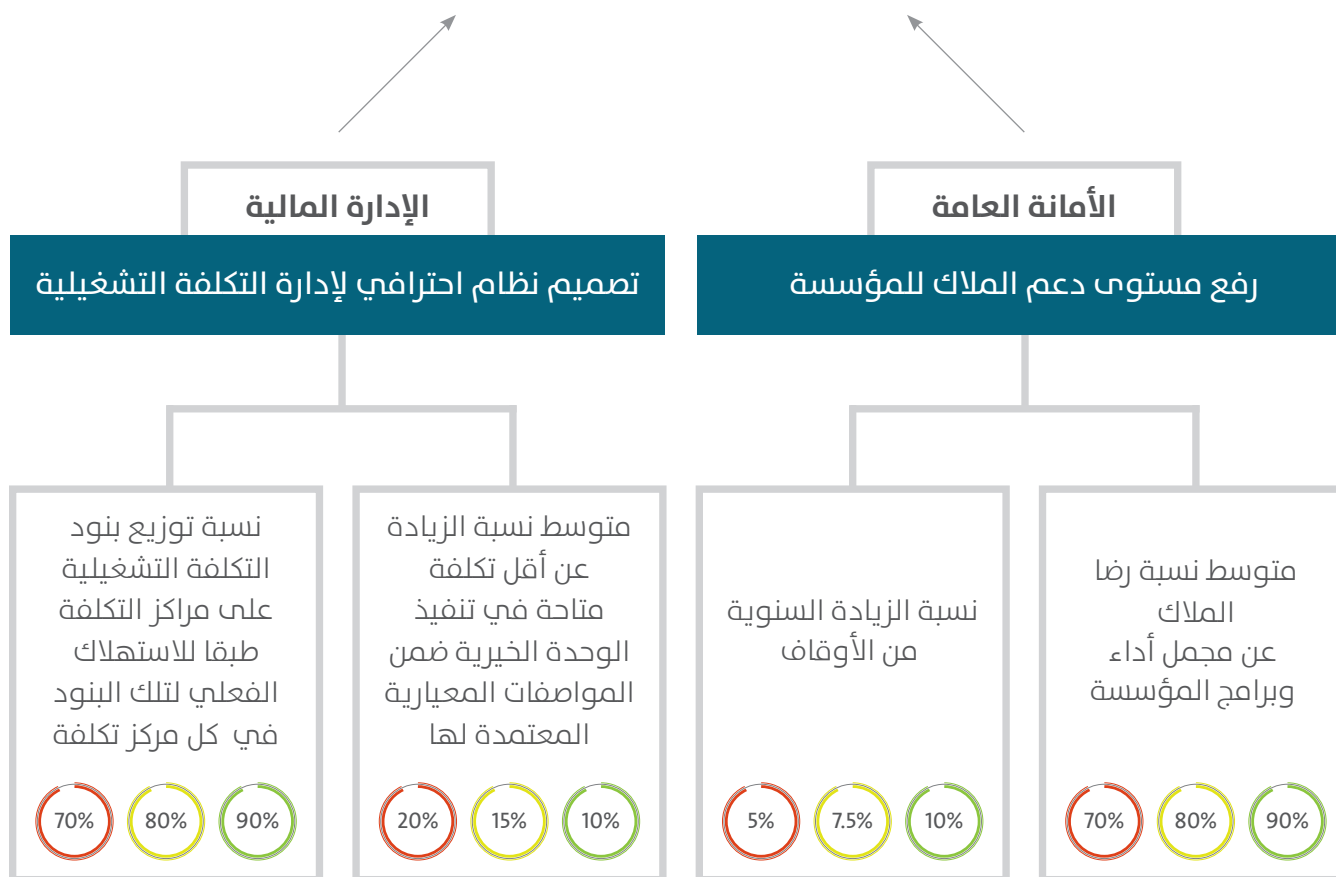 الأمانة العامة
رفع مستوى دعم الملاك للمؤسسة
متوسط نسبة رضا
الملاك
عن مجمل أداء
وبرامج المؤسسة
90%
80%
70%
نسبة الزيادة السنوية
من الأوقاف
10%
7.5%
5%
الإدارة المالية
تصميم نظام احترافي لإدارة التكلفة التشغيلية
متوسط نسبة الزيادة
عن أقل تكلفة
متاحة في تنفيذ
الوحدة الخيرية ضمن
المواصفات المعيارية
المعتمدة لها
10%
15%
20%
نسبة توزيع بنود
التكلفة التشغيلية
على مراكز التكلفة
طبقا للاستهلاك
الفعلي لتلك البنود
في كل مركز تكلفة
90%
80%
70%